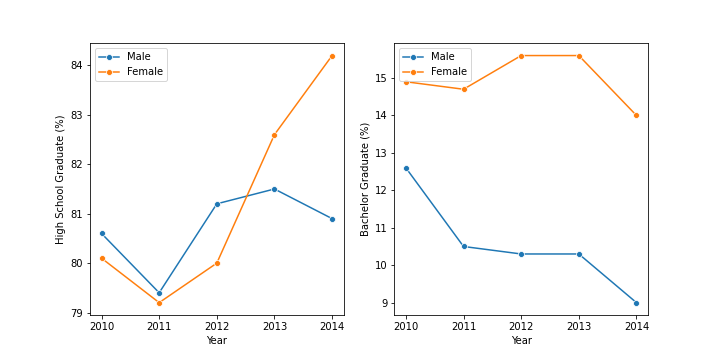 Male
Female
84
83
82
81
80
79
High School Graduate (%)
2010 2011 2012 2013 2014
Year
Male
Female
15
14
13
12
11
10
9
Bachelor Graduate (%)
2010 2011 2012 2013 2014
Year